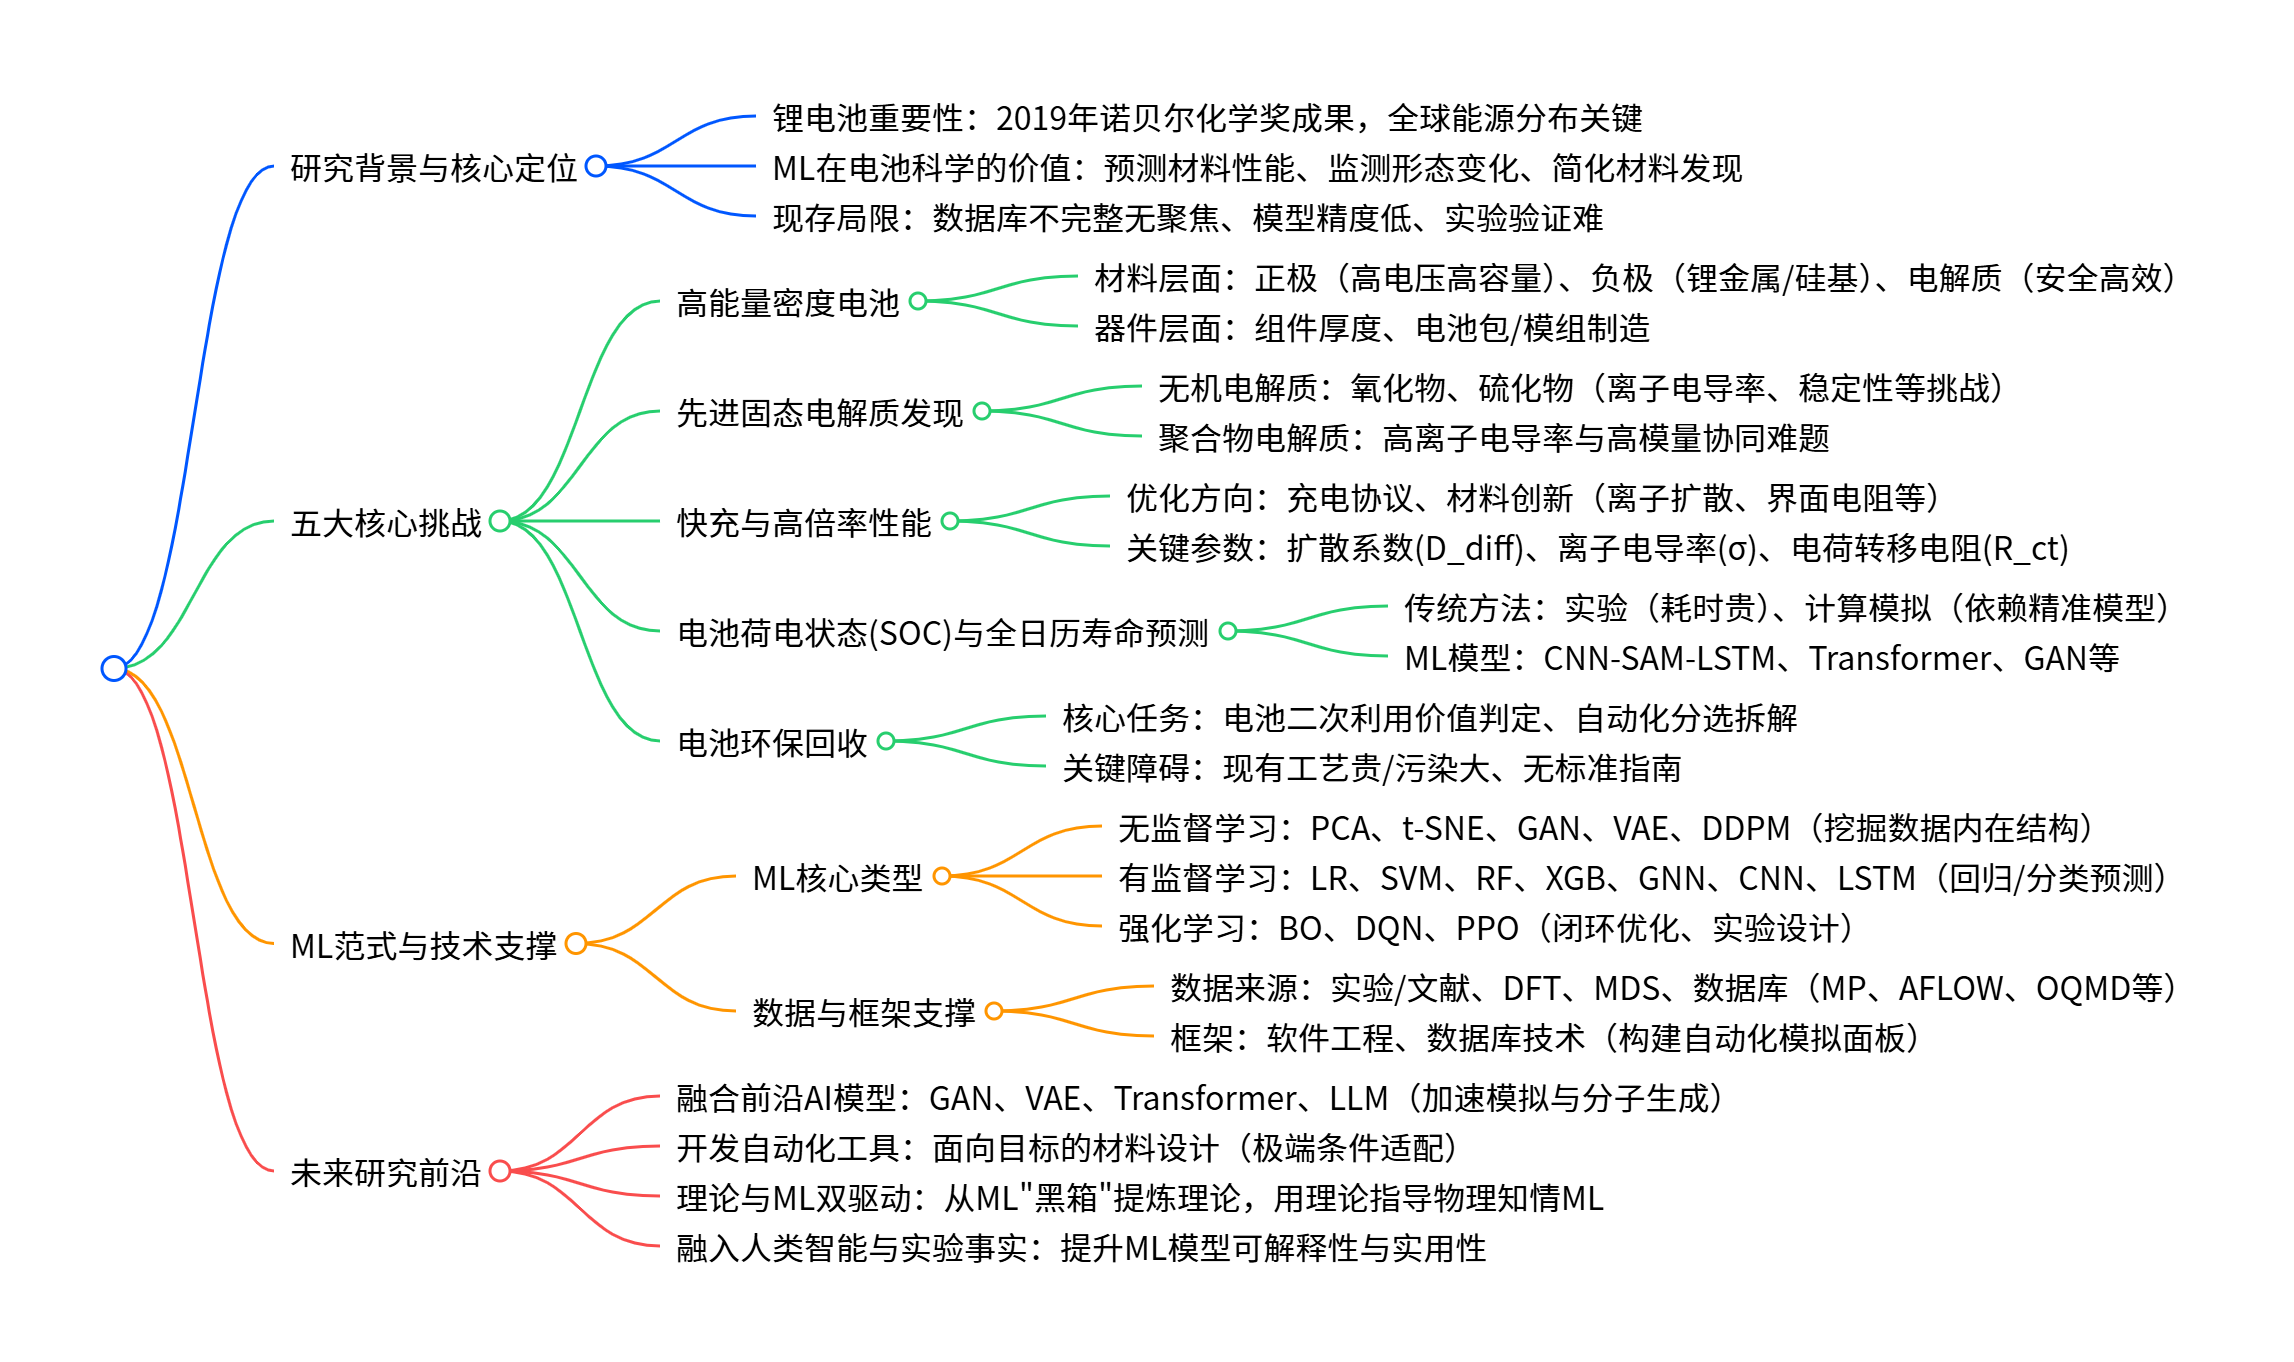 研究背景与核心定位
锂电池重要性：2019年诺贝尔化学奖成果，全球能源分布关键
ML在电池科学的价值：预测材料性能、监测形态变化、简化材料发现
现存局限：数据库不完整无聚焦、模型精度低、实验验证难
五大核心挑战
高能量密度电池
材料层面：正极（高电压高容量）、负极（锂金属/硅基）、电解质（安全高效）
器件层面：组件厚度、电池包/模组制造
先进固态电解质发现
无机电解质：氧化物、硫化物（离子电导率、稳定性等挑战）
聚合物电解质：高离子电导率与高模量协同难题
快充与高倍率性能
优化方向：充电协议、材料创新（离子扩散、界面电阻等）
关键参数：扩散系数(D_diff)、离子电导率(σ)、电荷转移电阻(R_ct)
电池荷电状态(SOC)与全日历寿命预测
传统方法：实验（耗时贵）、计算模拟（依赖精准模型）
ML模型：CNN-SAM-LSTM、Transformer、GAN等
电池环保回收
核心任务：电池二次利用价值判定、自动化分选拆解
关键障碍：现有工艺贵/污染大、无标准指南
ML范式与技术支撑
ML核心类型
无监督学习：PCA、t-SNE、GAN、VAE、DDPM（挖掘数据内在结构）
有监督学习：LR、SVM、RF、XGB、GNN、CNN、LSTM（回归/分类预测）
强化学习：BO、DQN、PPO（闭环优化、实验设计）
数据与框架支撑
数据来源：实验/文献、DFT、MDS、数据库（MP、AFLOW、OQMD等）
框架：软件工程、数据库技术（构建自动化模拟面板）
未来研究前沿
融合前沿AI模型：GAN、VAE、Transformer、LLM（加速模拟与分子生成）
开发自动化工具：面向目标的材料设计（极端条件适配）
理论与ML双驱动：从ML"黑箱"提炼理论，用理论指导物理知情ML
融入人类智能与实验事实：提升ML模型可解释性与实用性